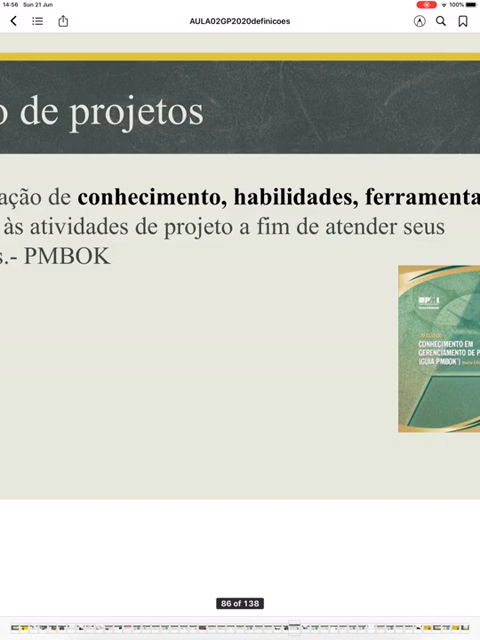 14:56 Sun 21 Jun
100%
AULA02GP2020definicoes
o de projetos
ação de conhecimento, habilidades, ferramenta
às atividades de projeto a fim de atender seus
s.- PMBOK
CONHECIMENTO EM
GERENCIAMENTO DE P
(GUIA PMBOK®)
86 of 138